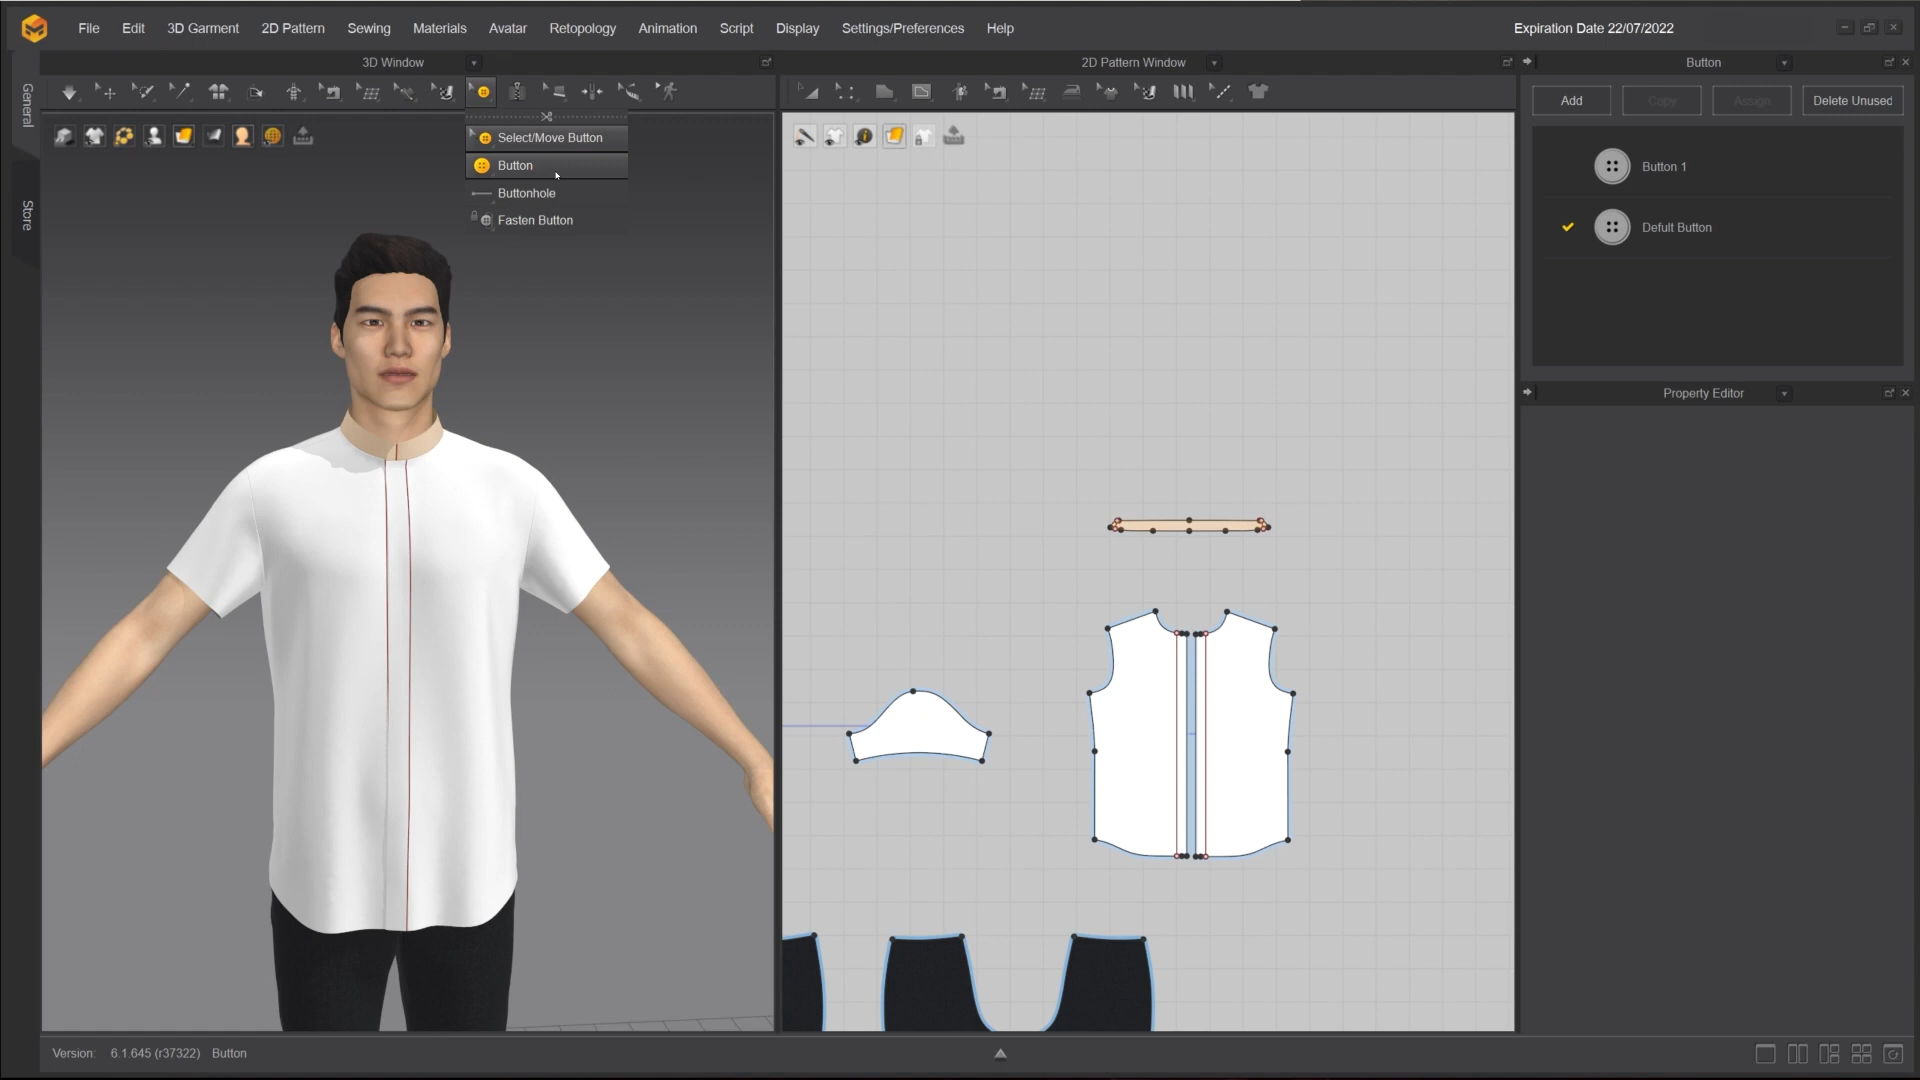 File Edit 3D Garment 2D Pattern Sewing Materials Avatar Retopology Animation Script Display Settings/Preferences Help Expiration Date 22/07/2022
3D Window 2D Pattern Window Button
General
Store
Add Copy Assign Delete Unused
Select/Move Button
Button
Buttonhole
Fasten Button
Button 1
Defult Button
Property Editor
Version: 6.1.645 (r37322) Button